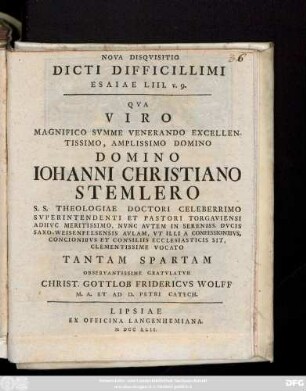 NOVA DISQVISITIO
DICTI DIFFICILLIMI
ESAIAE LIII. v. 9.
QVA
VIRO
MAGNIFICO SVMME VENERANDO EXCELLEN-
TISSIMO, AMPLISSIMO DOMINO
DOMINO
IOHANNI CHRISTIANO
STEMLERO
S. S. THEOLOGIAE DOCTORI CELEBERRIMO
SVPERINTENDENTI ET PASTORI TORGAVIENSI
ADHVC MERITISSIMO, NVNC AVTEM IN SERENISS. DVCIS
SAXO-WEISENFELSENSIS AVLAM, VT ILLI A CONFESSIONIBVS,
CONCIONIBVS ET CONSILIIS ECCLESIASTICIS SIT,
CLEMENTISSIME VOCATO
TANTAM SPARTAM
OBSERVANTISSIME GRATVLATVR
CHRIST. GOTTLOB FRIDERICVS WOLFF
M. A. ET AD D. PETRI CATECH.
LIPSIAE
EX OFFICINA LANGENHEMIANA.
M DCC XLII.